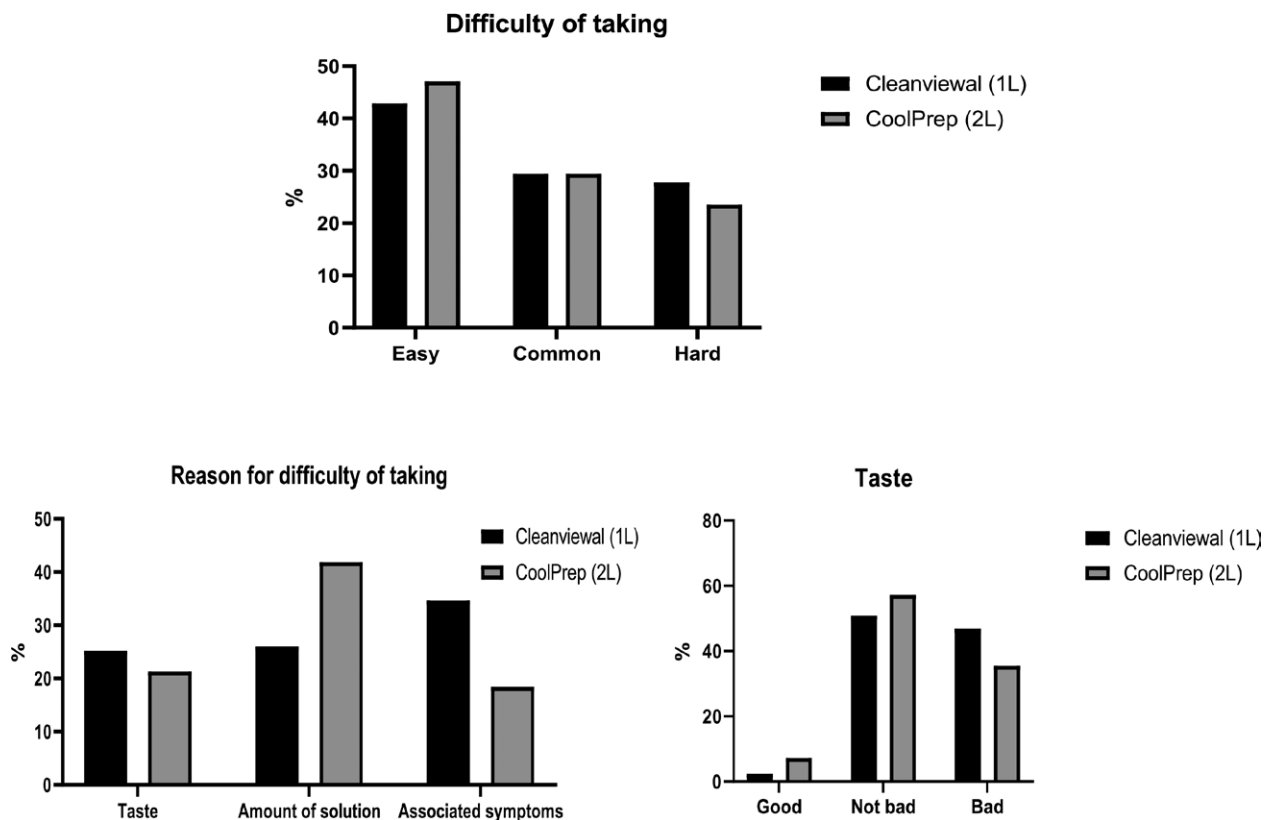 Difficulty of taking
Cleanviewal (1L)
CoolPrep (2L)
50
40
30
20
10
0
%
Easy Common Hard
Reason for difficulty of taking
Cleanviewal (1L)
CoolPrep (2L)
50
40
30
20
10
0
%
Taste Amount of solution Associated symptoms
Taste
Cleanviewal (1L)
CoolPrep (2L)
80
60
40
20
0
%
Good Not bad Bad